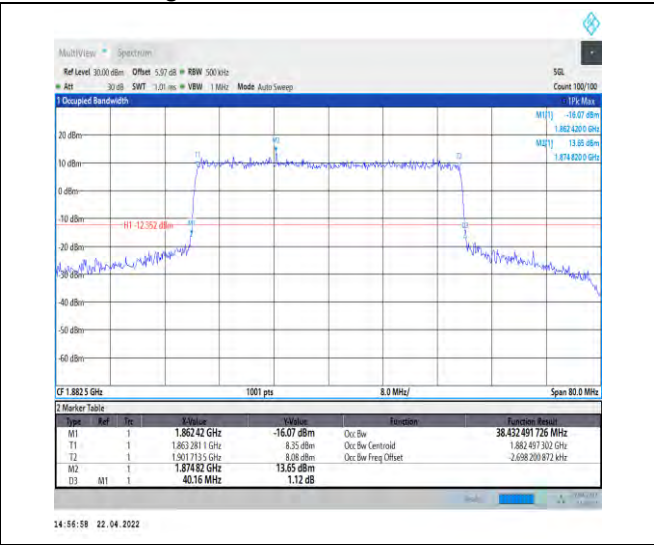 MultiView Spectrum
Ref Level 30.00 dBm Offset 5.97 dB RBW 500 kHz SGL
Att 30 dB SWT 1.01 ms VBW 1 MHz Mode Auto Sweep Count 100/100
1 Occupied Bandwidth 1Pk Max
M1[1] -16.07 dBm
1.862 420 0 GHz
M2[1] 13.65 dBm
1.874 820 0 GHz
20 dBm
M2
T1 T2
10 dBm
0 dBm
-10 dBm
H1 -12.352 dBm M1 D3
-20 dBm
-30 dBm
-40 dBm
-50 dBm
-60 dBm
CF 1.882 5 GHz 1001 pts 8.0 MHz/ Span 80.0 MHz
2 Marker Table
Type Ref Trc X-Value Y-Value Function Function Result
M1 1 1.862 42 GHz -16.07 dBm Occ Bw 38.432 491 726 MHz
T1 1 1.863 281 1 GHz 8.35 dBm Occ Bw Centroid 1.882 497 302 GHz
T2 1 1.901 713 5 GHz 8.08 dBm Occ Bw Freq Offset -2.698 200 872 kHz
M2 1 1.874 82 GHz 13.65 dBm
D3 M1 1 40.16 MHz 1.12 dB
14:56:58 22.04.2022